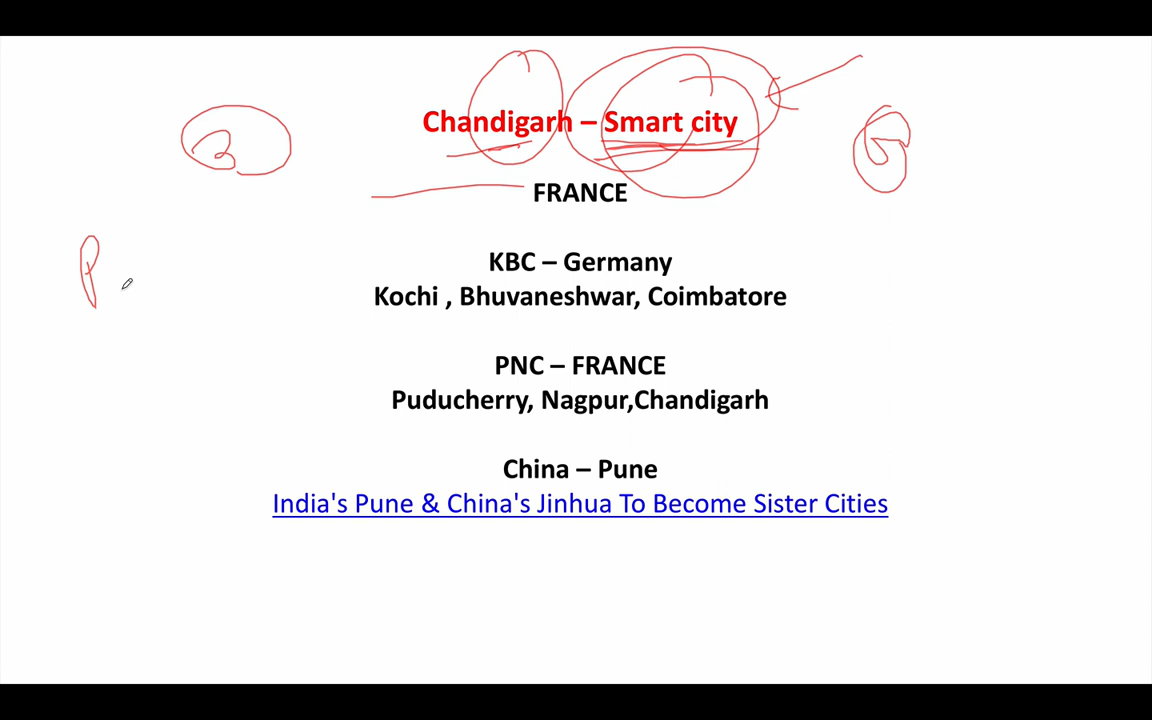 Chandigarh – Smart city
3
G
FRANCE
P
KBC – Germany
Kochi , Bhuvaneshwar, Coimbatore
PNC – FRANCE
Puducherry, Nagpur,Chandigarh
China – Pune
India's Pune & China's Jinhua To Become Sister Cities